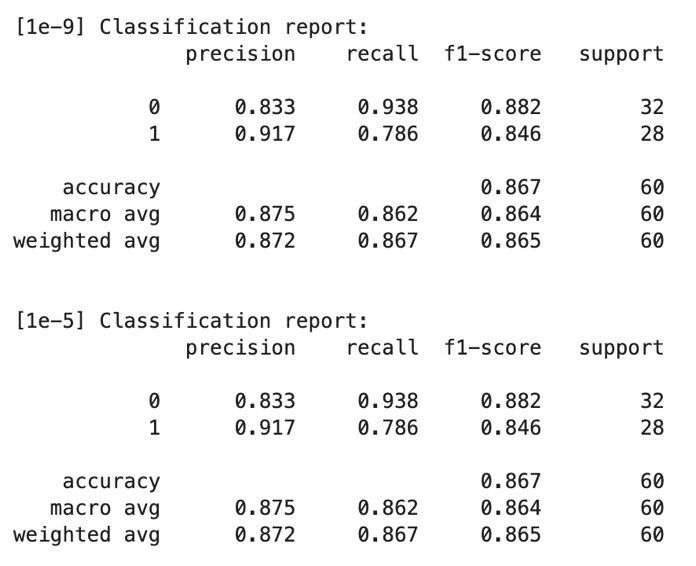 [1e-9] Classification report:
precision recall f1-score support
0 0.833 0.938 0.882 32
1 0.917 0.786 0.846 28
accuracy 0.867 60
macro avg 0.875 0.862 0.864 60
weighted avg 0.872 0.867 0.865 60
[1e-5] Classification report:
precision recall f1-score support
0 0.833 0.938 0.882 32
1 0.917 0.786 0.846 28
accuracy 0.867 60
macro avg 0.875 0.862 0.864 60
weighted avg 0.872 0.867 0.865 60